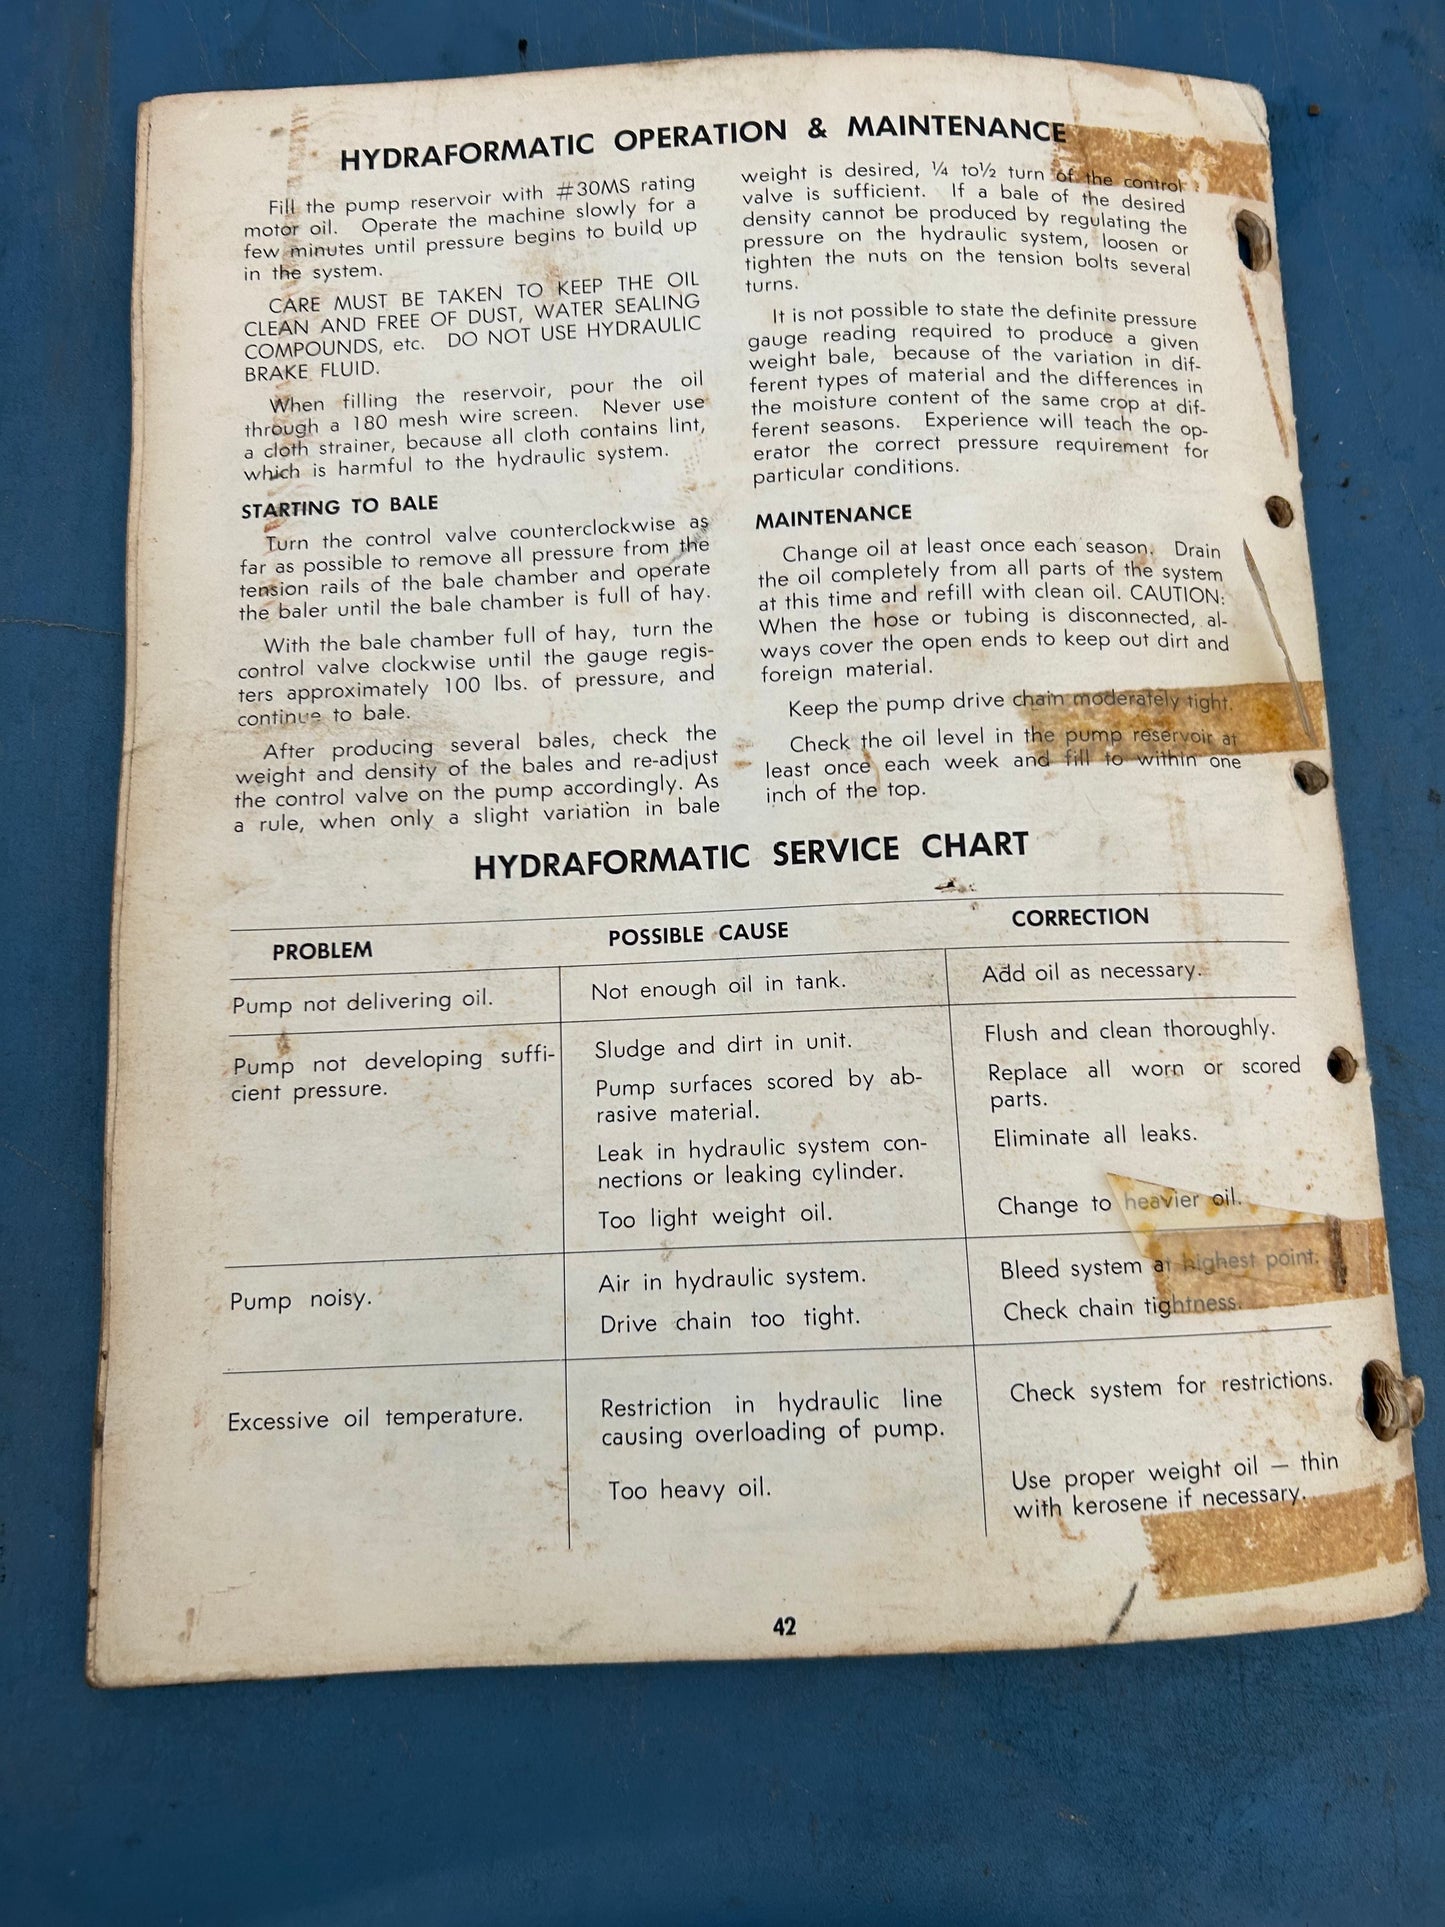 HYDRAFORMATIC OPERATION & MAINTENANCE
Fill the pump reservoir with #30MS rating
motor oil. Operate the machine slowly for a
few minutes until pressure begins to build up
in the system.
CARE MUST BE TAKEN TO KEEP THE OIL
CLEAN AND FREE OF DUST, WATER SEALING
COMPOUNDS, etc. DO NOT USE HYDRAULIC
BRAKE FLUID.
When filling the reservoir, pour the oil
through a 180 mesh wire screen. Never use
a cloth strainer, because all cloth contains lint,
which is harmful to the hydraulic system.
STARTING TO BALE
Turn the control valve counterclockwise as
far as possible to remove all pressure from the
tension rails of the bale chamber and operate
the baler until the bale chamber is full of hay.
With the bale chamber full of hay, turn the
control valve clockwise until the gauge regis-
ters approximately 100 lbs. of pressure, and
continue to bale.
After producing several bales, check the
weight and density of the bales and re-adjust
the control valve on the pump accordingly. As
a rule, when only a slight variation in bale
weight is desired, ¼ to½ turn of the control
valve is sufficient. If a bale of the desired
density cannot be produced by regulating the
pressure on the hydraulic system, loosen or
tighten the nuts on the tension bolts several
turns.
It is not possible to state the definite pressure
gauge reading required to produce a given
weight bale, because of the variation in dif-
ferent types of material and the differences in
the moisture content of the same crop at dif-
ferent seasons. Experience will teach the op-
erator the correct pressure requirement for
particular conditions.
MAINTENANCE
Change oil at least once each season. Drain
the oil completely from all parts of the system
at this time and refill with clean oil. CAUTION:
When the hose or tubing is disconnected, al-
ways cover the open ends to keep out dirt and
foreign material.
Keep the pump drive chain moderately tight.
Check the oil level in the pump reservoir at
least once each week and fill to within one
inch of the top.
HYDRAFORMATIC SERVICE CHART
PROBLEM POSSIBLE CAUSE CORRECTION
Pump not delivering oil. Not enough oil in tank. Add oil as necessary.
Pump not developing suffi- Sludge and dirt in unit. Flush and clean thoroughly.
cient pressure. Pump surfaces scored by ab- Replace all worn or scored
rasive material. parts.
Leak in hydraulic system con- Eliminate all leaks.
nections or leaking cylinder.
Too light weight oil. Change to heavier oil.
Pump noisy. Air in hydraulic system. Bleed system at highest point.
Drive chain too tight. Check chain tightness.
Excessive oil temperature. Restriction in hydraulic line Check system for restrictions.
causing overloading of pump.
Too heavy oil. Use proper weight oil — thin
with kerosene if necessary.
42